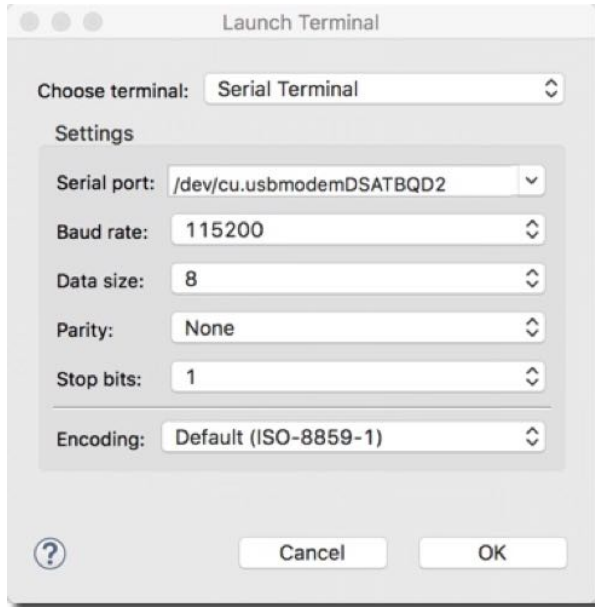 Launch Terminal
Choose terminal: Serial Terminal
Settings
Serial port: /dev/cu.usbmodemDSATBQD2
Baud rate: 115200
Data size: 8
Parity: None
Stop bits: 1
Encoding: Default (ISO-8859-1)
? Cancel OK